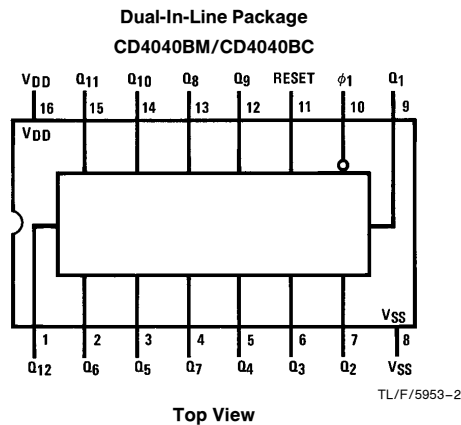 Dual-In-Line Package
CD4040BM/CD4040BC
VDD Q11 Q10 Q8 Q9 RESET ϕ1 Q1
16 15 14 13 12 11 10 9
VDD
VSS
1 2 3 4 5 6 7 8
Q12 Q6 Q5 Q7 Q4 Q3 Q2 VSS
TL/F/5953–2
Top View